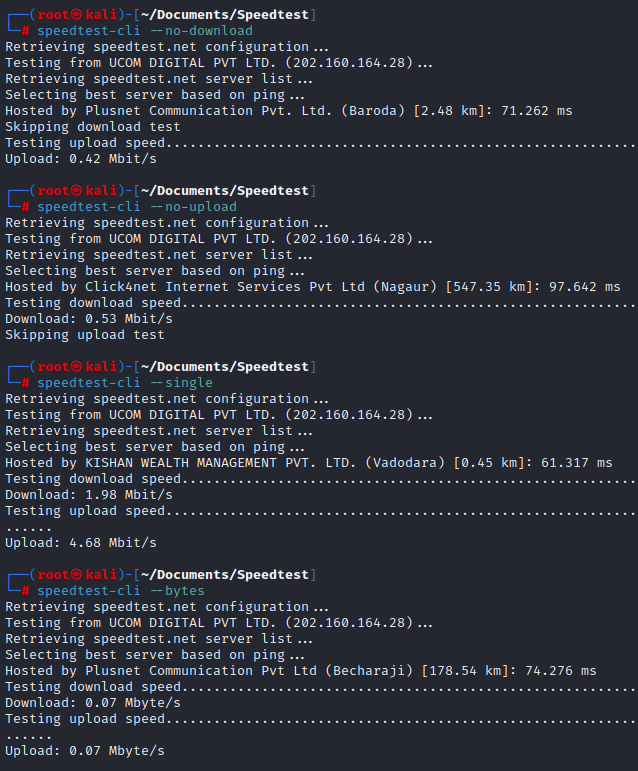 ┌──(root㉿kali)-[~/Documents/Speedtest]
└─# speedtest-cli --no-download
Retrieving speedtest.net configuration...
Testing from UCOM DIGITAL PVT LTD. (202.160.164.28)...
Retrieving speedtest.net server list...
Selecting best server based on ping...
Hosted by Plusnet Communication Pvt. Ltd. (Baroda) [2.48 km]: 71.262 ms
Skipping download test
Testing upload speed.........................................................
Upload: 0.42 Mbit/s
┌──(root㉿kali)-[~/Documents/Speedtest]
└─# speedtest-cli --no-upload
Retrieving speedtest.net configuration...
Testing from UCOM DIGITAL PVT LTD. (202.160.164.28)...
Retrieving speedtest.net server list...
Selecting best server based on ping...
Hosted by Click4net Internet Services Pvt Ltd (Nagaur) [547.35 km]: 97.642 ms
Testing download speed.......................................................
Download: 0.53 Mbit/s
Skipping upload test
┌──(root㉿kali)-[~/Documents/Speedtest]
└─# speedtest-cli --single
Retrieving speedtest.net configuration...
Testing from UCOM DIGITAL PVT LTD. (202.160.164.28)...
Retrieving speedtest.net server list...
Selecting best server based on ping...
Hosted by KISHAN WEALTH MANAGEMENT PVT. LTD. (Vadodara) [0.45 km]: 61.317 ms
Testing download speed.......................................................
Download: 1.98 Mbit/s
Testing upload speed.........................................................
......
Upload: 4.68 Mbit/s
┌──(root㉿kali)-[~/Documents/Speedtest]
└─# speedtest-cli --bytes
Retrieving speedtest.net configuration...
Testing from UCOM DIGITAL PVT LTD. (202.160.164.28)...
Retrieving speedtest.net server list...
Selecting best server based on ping...
Hosted by Plusnet Communication Pvt Ltd (Becharaji) [178.54 km]: 74.276 ms
Testing download speed.......................................................
Download: 0.07 Mbyte/s
Testing upload speed.........................................................
......
Upload: 0.07 Mbyte/s